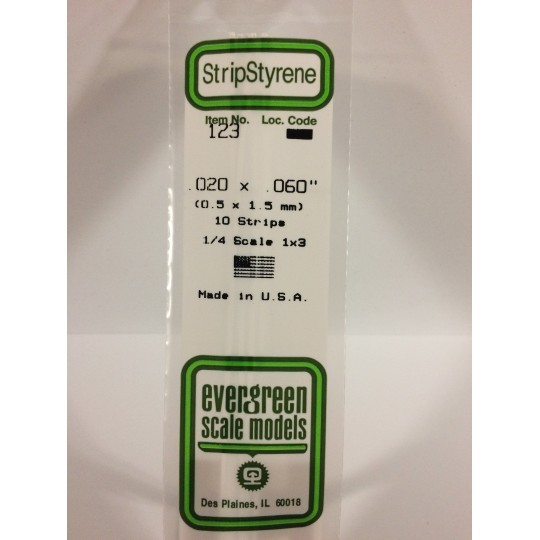 StripStyrene
Item No. Loc. Code
123
.020 x .060"
(0.5 x 1.5 mm)
10 Strips
1/4 Scale 1x3
Made in U.S.A.
evergreen
scale models
Des Plaines, IL 60018